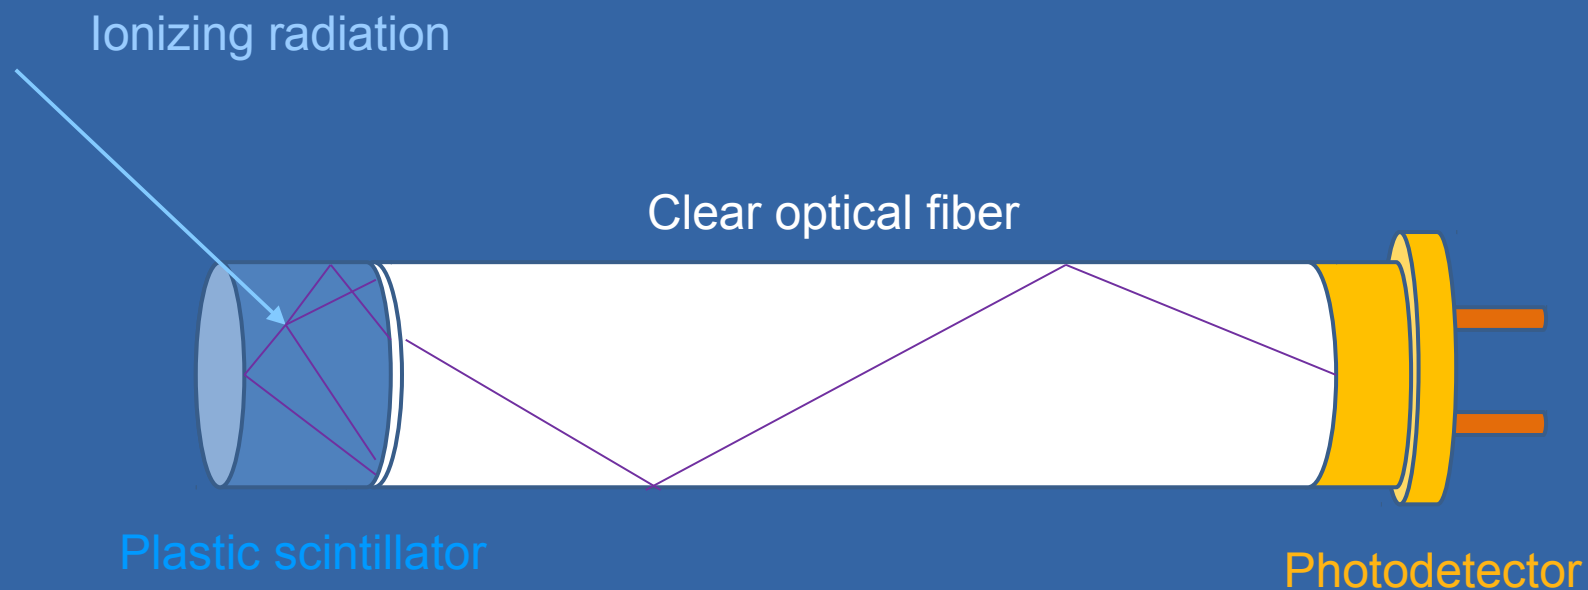 Ionizing radiation
Clear optical fiber
Plastic scintillator
Photodetector